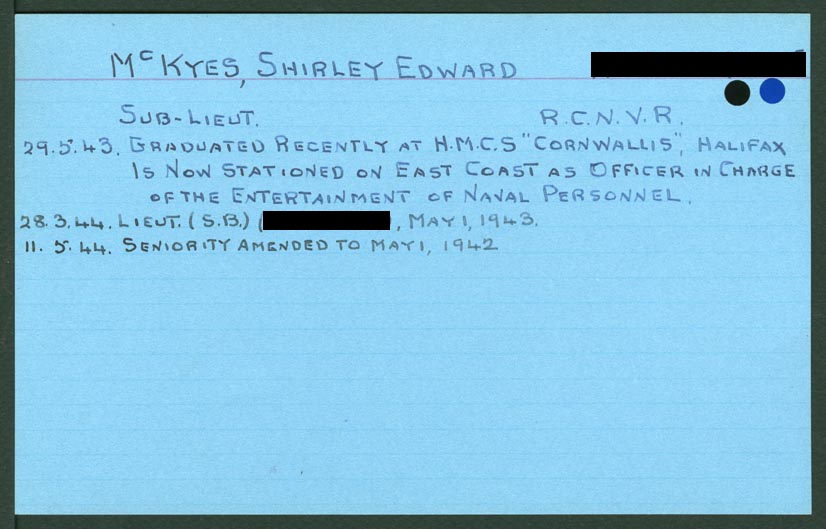 McKYES, SHIRLEY EDWARD
SUB-LIEUT. R.C.N.V.R.
29.5.43. GRADUATED RECENTLY AT H.M.C.S "CORNWALLIS", HALIFAX
IS NOW STATIONED ON EAST COAST AS OFFICER IN CHARGE
OF THE ENTERTAINMENT OF NAVAL PERSONNEL.
28.3.44. LIEUT. (S.B.) ( , MAY 1, 1943.
11. 5. 44. SENIORITY AMENDED TO MAY 1, 1942